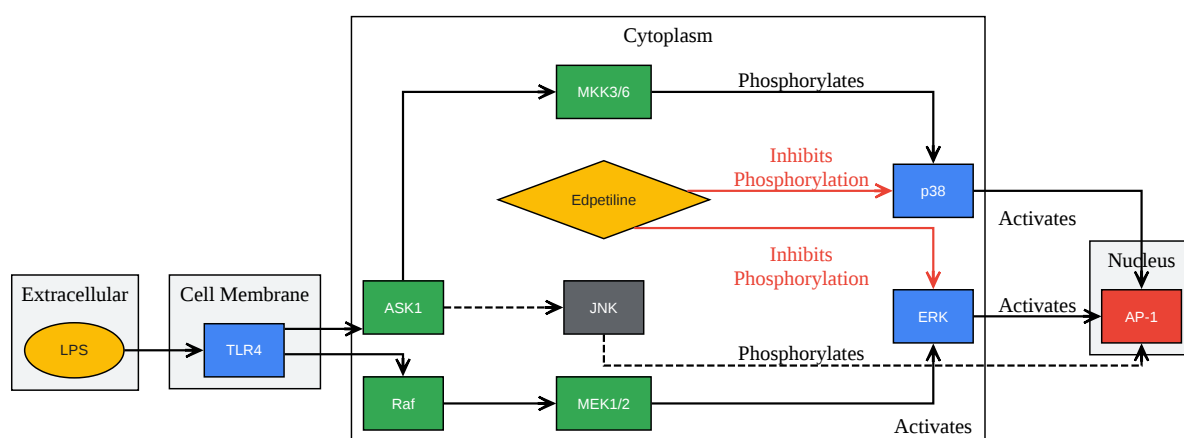 Cytoplasm
MKK3/6
Phosphorylates
Inhibits
Phosphorylation
p38
Edpetiline
Activates
Inhibits
Phosphorylation
Nucleus
Extracellular
Cell Membrane
ASK1
JNK
ERK
Activates
AP-1
LPS
TLR4
Phosphorylates
Raf
MEK1/2
Activates